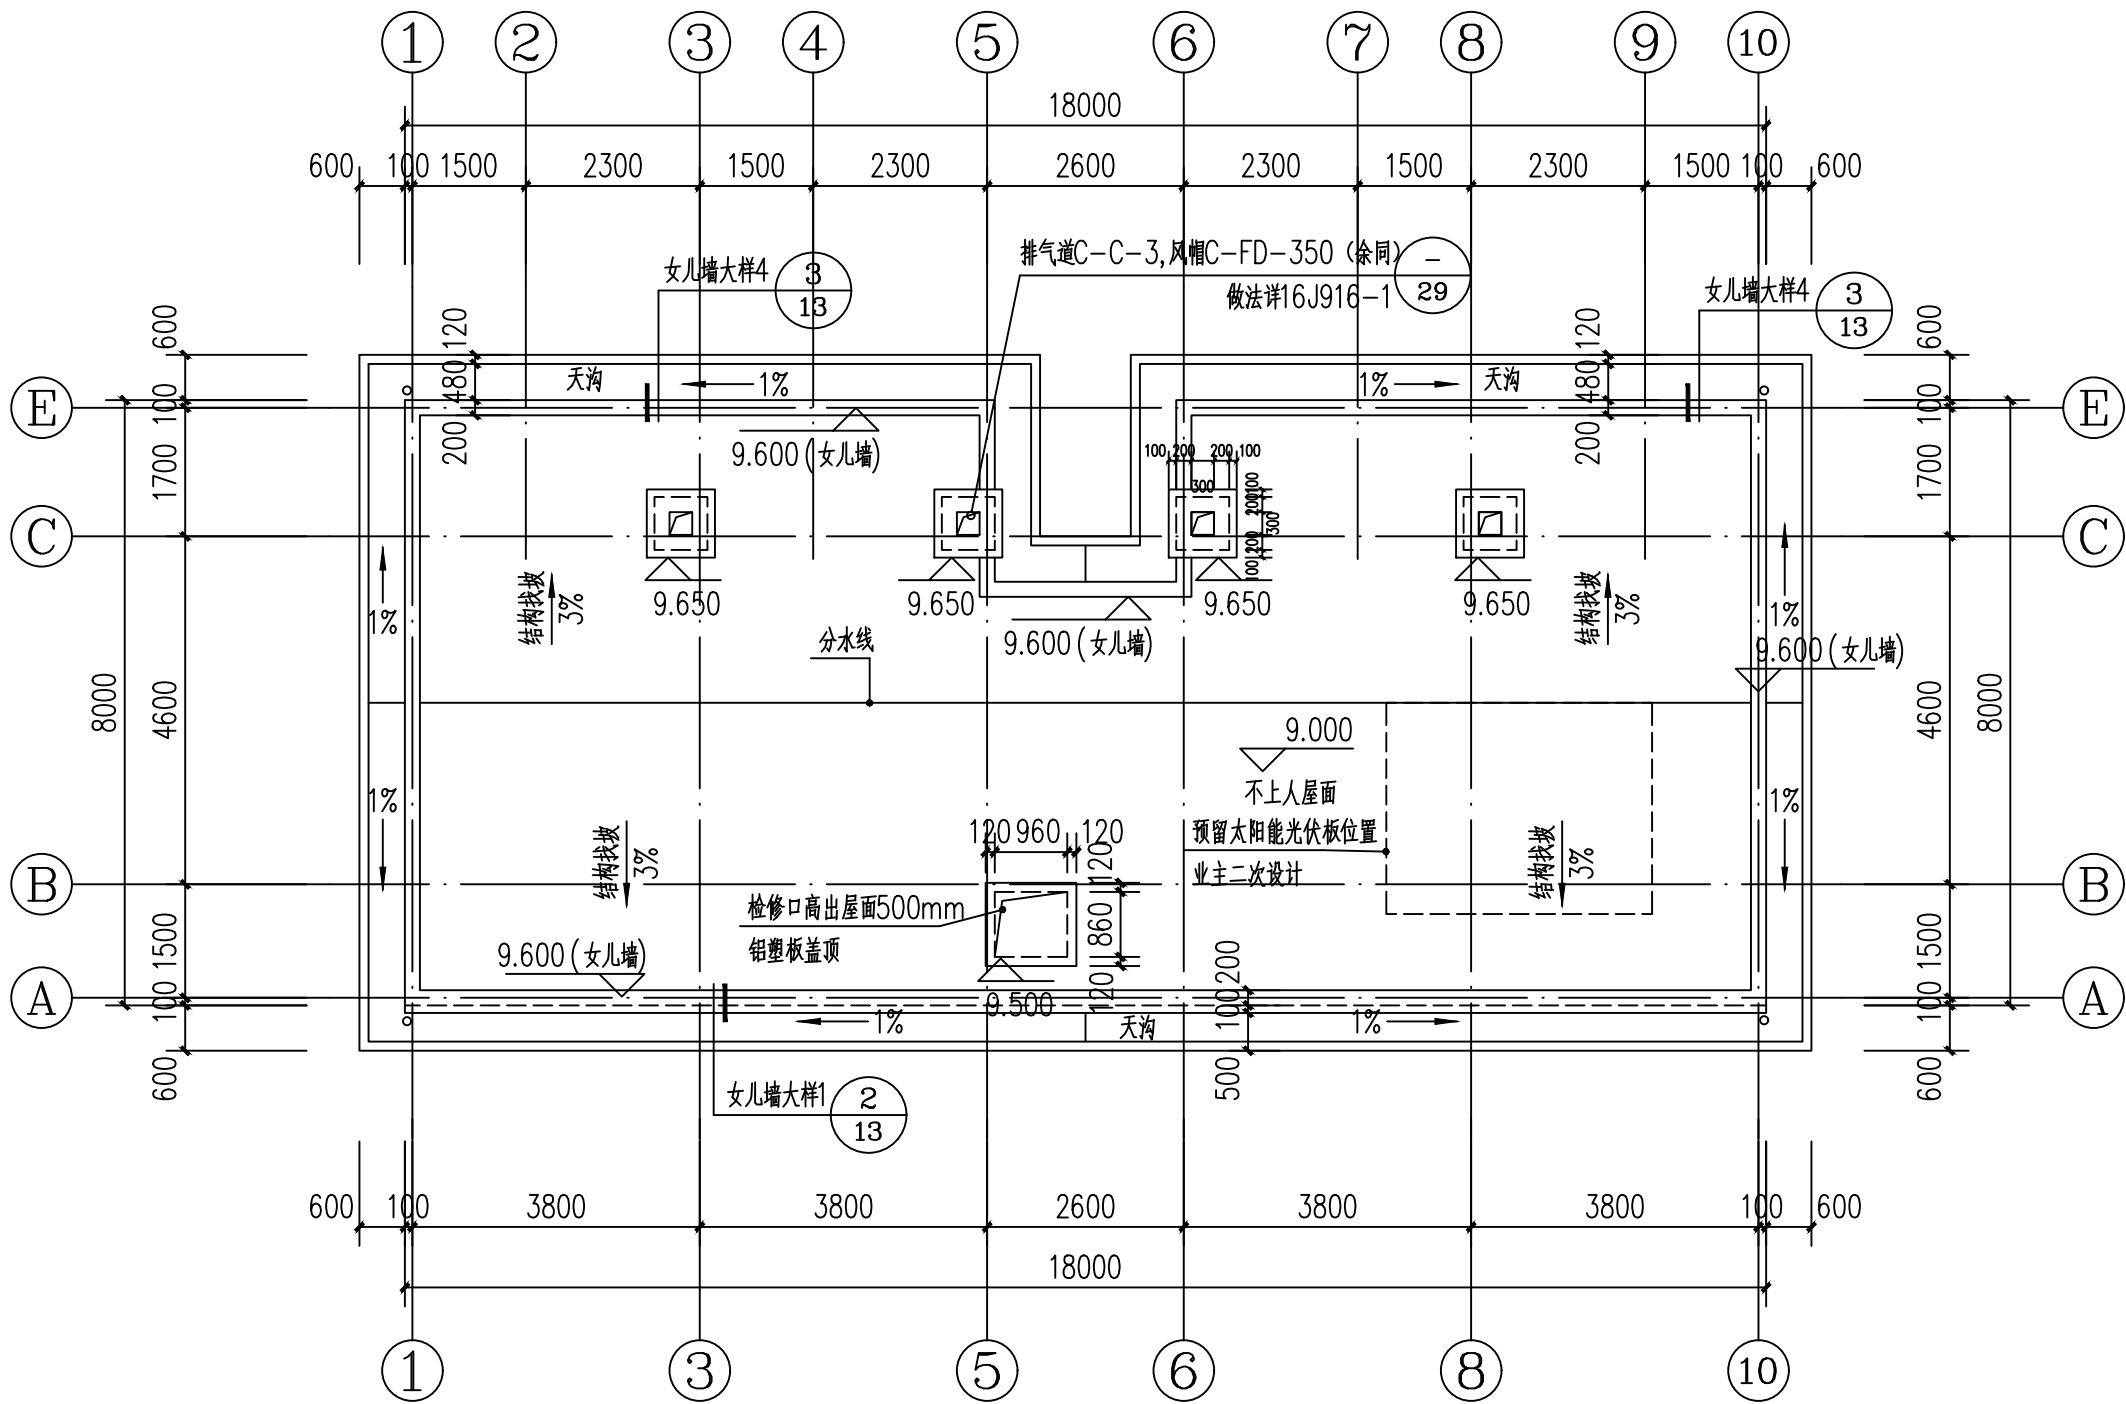 1 2 3 4 5 6 7 8 9 10
18000
600 100 1500 2300 1500 2300 2600 2300 1500 2300 1500 100 600
排气道C-C-3,风帽C-FD-350（余同） -
做法详16J916-1 29
女儿墙大样4 3
13
女儿墙大样4 3
13
600 120 120 600
天沟 1% 1% 天沟
480 480
E 100 100 E
200 200
9.600(女儿墙)
100 200 200 100
300
100
200
300
200
100
1700 1700
C C
9.650 9.650 9.650 9.650
结构找坡 3% 结构找坡 3%
1% 1%
分水线
9.600(女儿墙)
9.600(女儿墙)
8000 4600 4600 8000
9.000
不上人屋面
预留太阳能光伏板位置
业主二次设计
1% 1%
结构找坡 3% 结构找坡 3%
120 960 120
120
860
120
B B
检修口高出屋面500mm
铝塑板盖顶
9.600(女儿墙)
9.500
1500 1500
200
100
500
A 100 100 A
1% 天沟 1%
600 600
女儿墙大样1 2
13
600 100 3800 3800 2600 3800 3800 100 600
18000
1 3 5 6 8 10